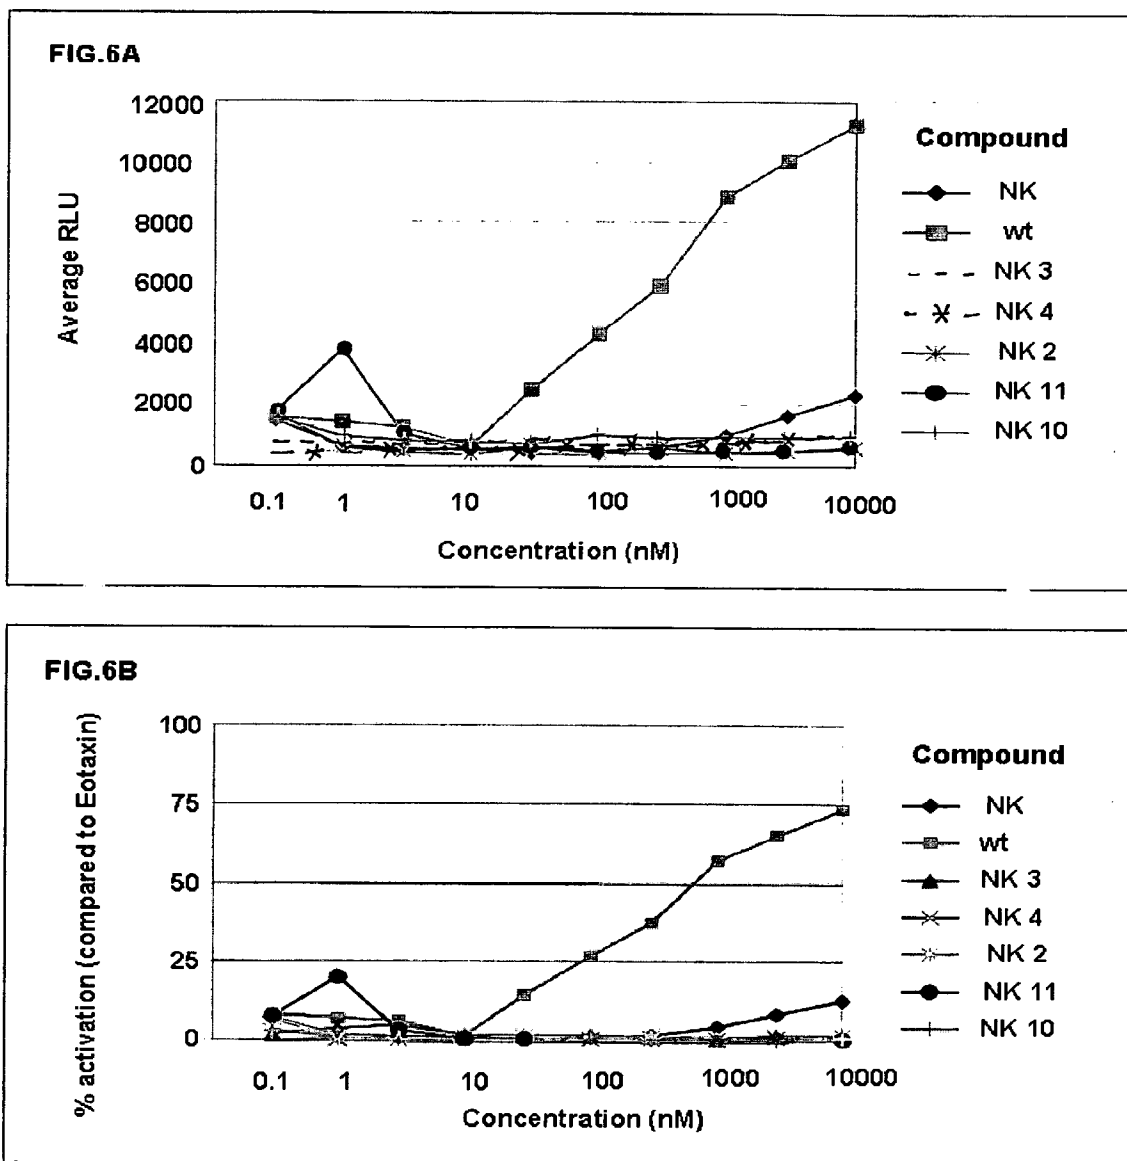 FIG.6A
12000
10000
8000
6000
4000
2000
0
Average RLU
0.1 1 10 100 1000 10000
Concentration (nM)
Compound
NK
wt
NK 3
NK 4
NK 2
NK 11
NK 10
FIG.6B
100
75
50
25
0
% activation (compared to Eotaxin)
0.1 1 10 100 1000 10000
Concentration (nM)
Compound
NK
wt
NK 3
NK 4
NK 2
NK 11
NK 10